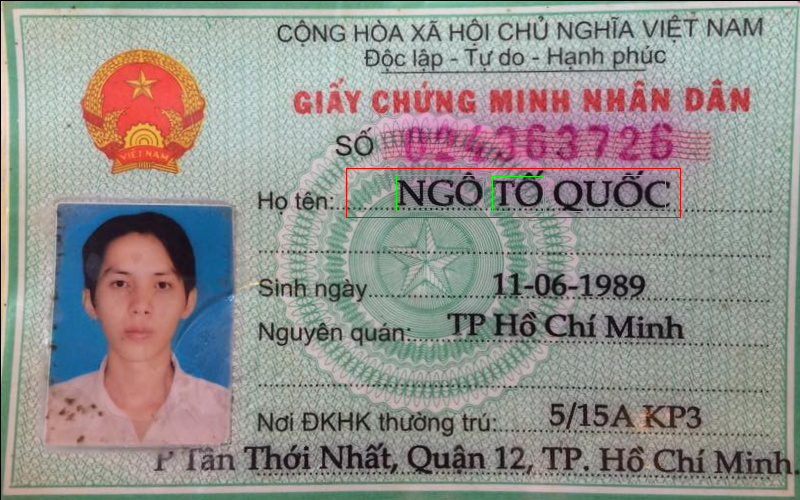 CỘNG HÒA XÃ HỘI CHỦ NGHĨA VIỆT NAM
Độc lập - Tự do - Hạnh phúc
GIẤY CHỨNG MINH NHÂN DÂN
SỐ 024363726
Họ tên: NGÔ TỐ QUỐC
Sinh ngày 11-06-1989
Nguyên quán: TP Hồ Chí Minh
Nơi ĐKHK thường trú: 5/15A KP3
P Tân Thới Nhất, Quận 12, TP. Hồ Chí Minh.
VIỆT NAM